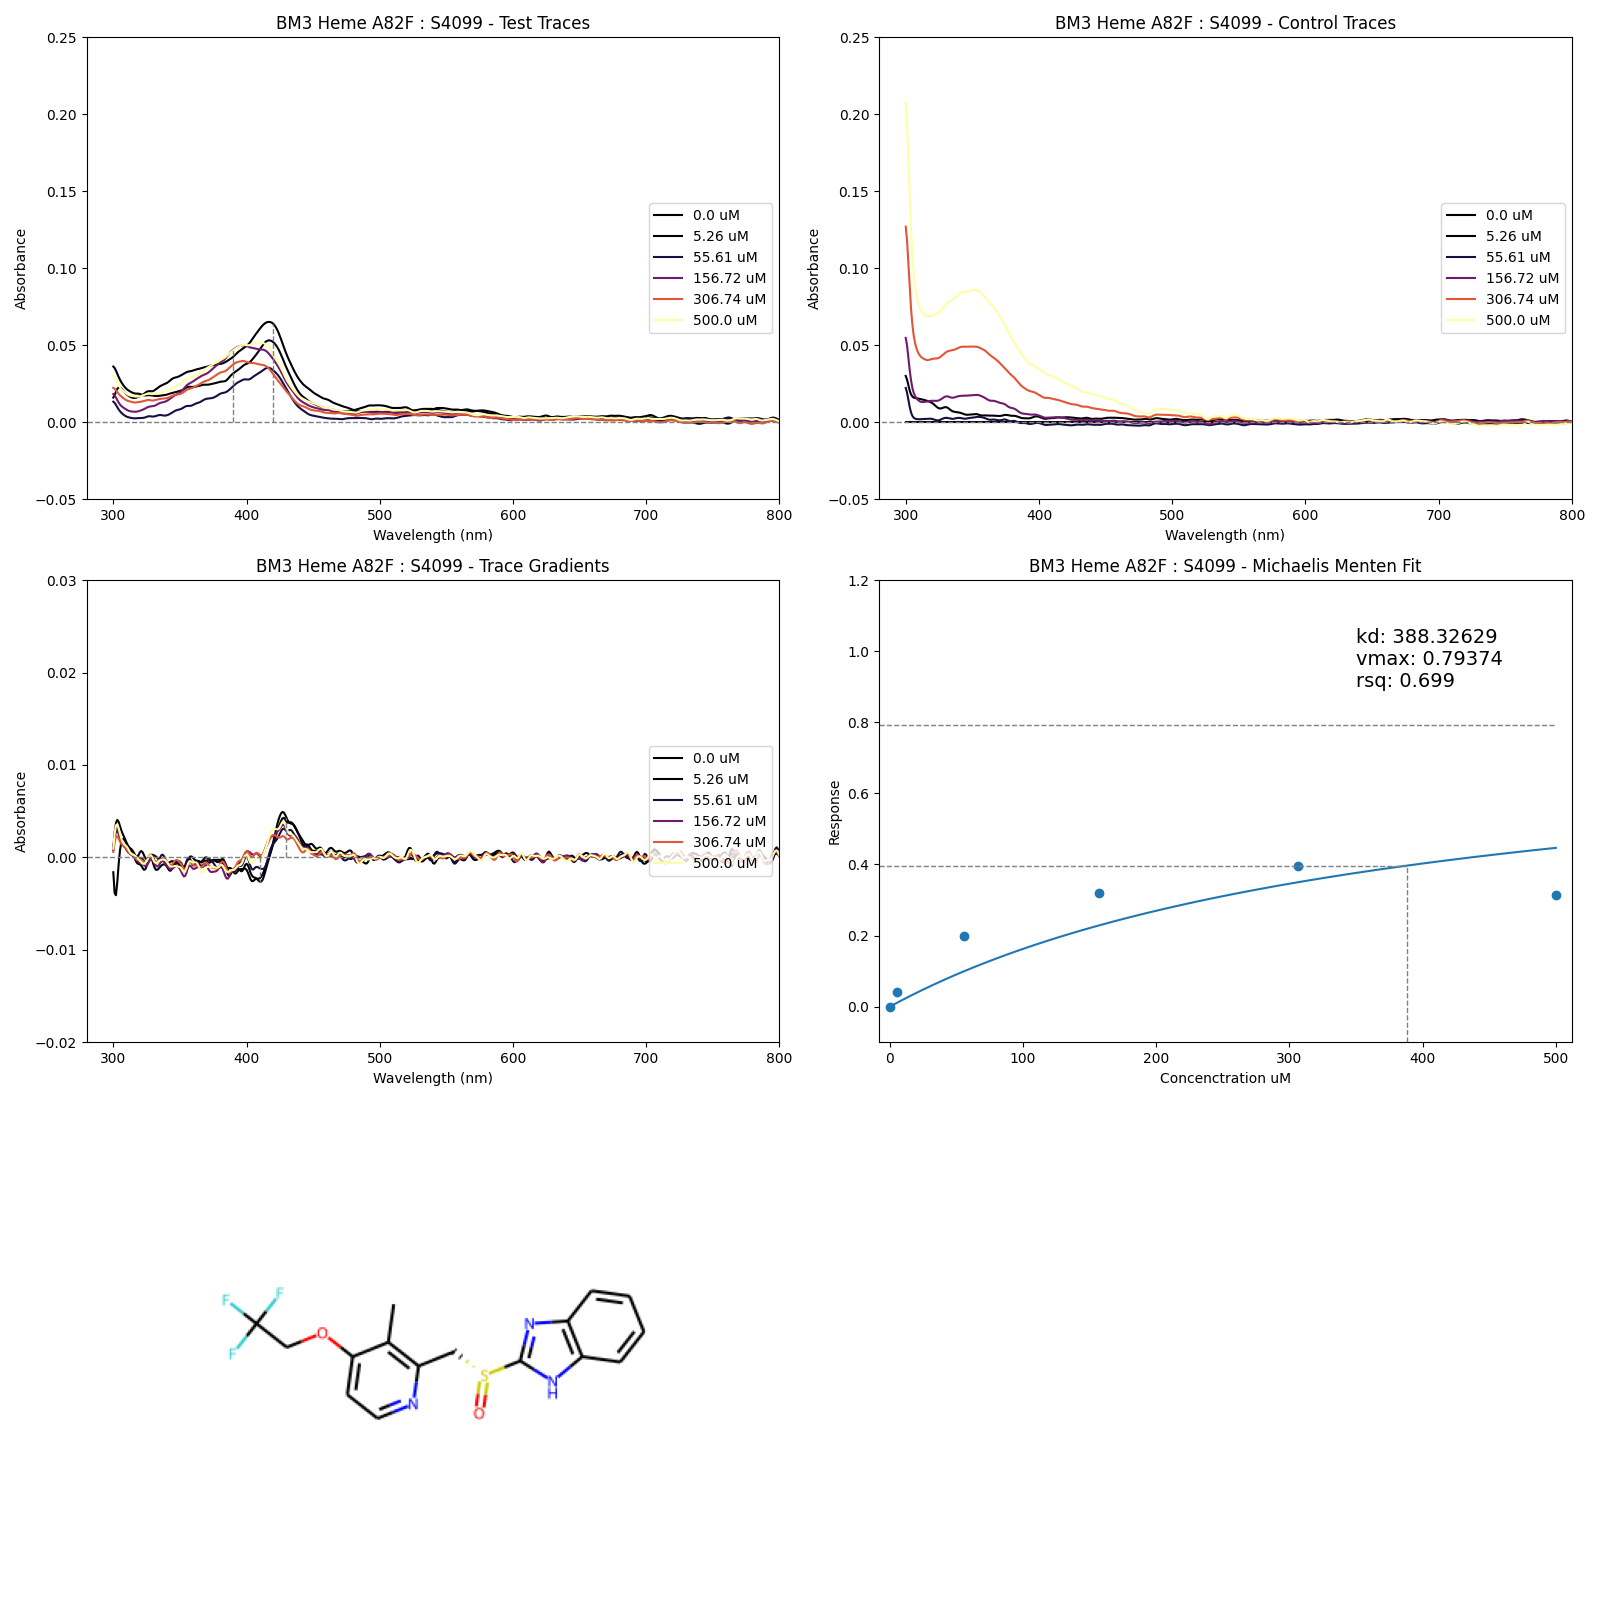 BM3 Heme A82F : S4099 - Test Traces
0.25
0.20
0.15
0.10
0.05
0.00
−0.05
Absorbance
300 400 500 600 700 800
Wavelength (nm)
0.0 uM
5.26 uM
55.61 uM
156.72 uM
306.74 uM
500.0 uM
BM3 Heme A82F : S4099 - Control Traces
0.25
0.20
0.15
0.10
0.05
0.00
−0.05
Absorbance
300 400 500 600 700 800
Wavelength (nm)
0.0 uM
5.26 uM
55.61 uM
156.72 uM
306.74 uM
500.0 uM
BM3 Heme A82F : S4099 - Trace Gradients
0.03
0.02
0.01
0.00
−0.01
−0.02
Absorbance
300 400 500 600 700 800
Wavelength (nm)
0.0 uM
5.26 uM
55.61 uM
156.72 uM
306.74 uM
500.0 uM
BM3 Heme A82F : S4099 - Michaelis Menten Fit
1.2
1.0
0.8
0.6
0.4
0.2
0.0
Response
0 100 200 300 400 500
Concenctration uM
kd: 388.32629
vmax: 0.79374
rsq: 0.699
F
F
F
O
N
S
O
N
N
H